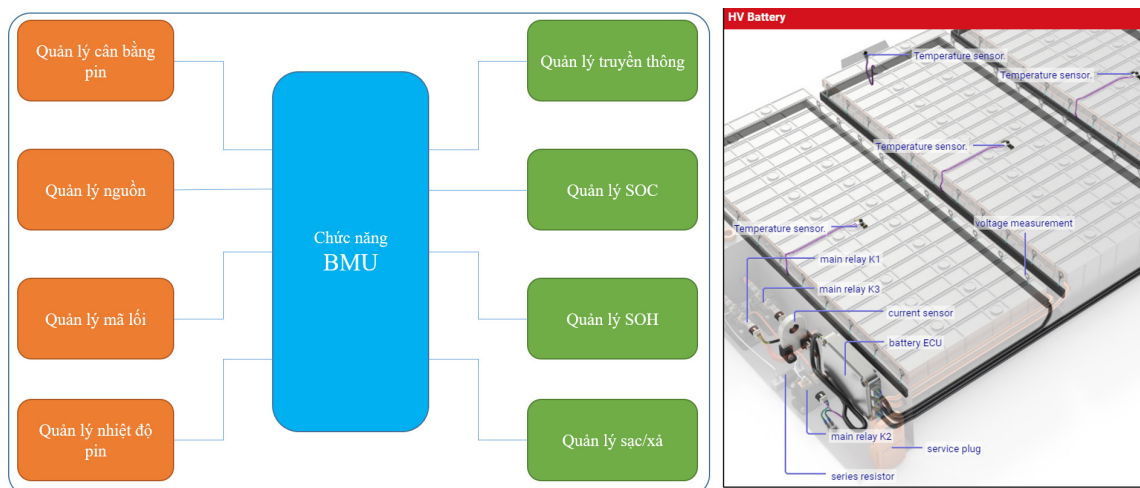 Quản lý cân bằng
pin
Quản lý nguồn
Quản lý mã lối
Quản lý nhiệt độ
pin
Chức năng
BMU
Quản lý truyền thông
Quản lý SOC
Quản lý SOH
Quản lý sạc/xả
HV Battery
Temperature sensor.
Temperature sensor.
Temperature sensor.
Temperature sensor.
voltage measurement
main relay K1
main relay K3
current sensor
battery ECU
main relay K2
service plug
series resistor